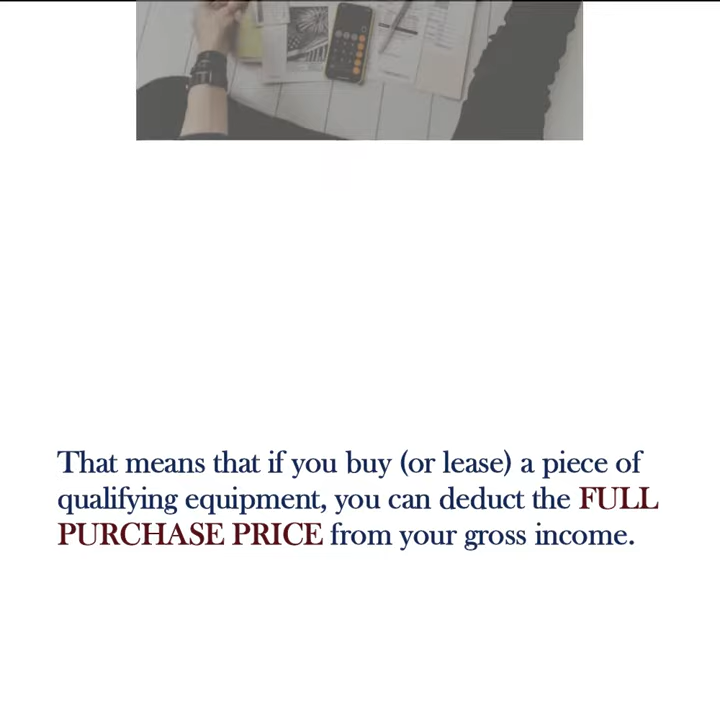 That means that if you buy (or lease) a piece of
qualifying equipment, you can deduct the FULL
PURCHASE PRICE from your gross income.